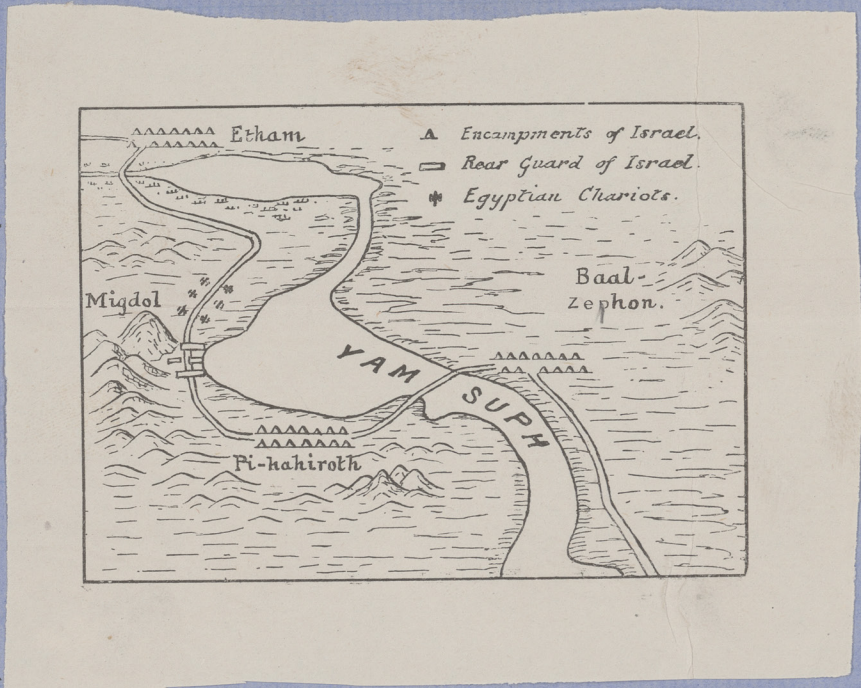 Etham
Encampments of Israel.
Rear Guard of Israel.
Egyptian Chariots.
Baal-
Zephon.
Migdol
YAM SUPH
Pi-hahiroth